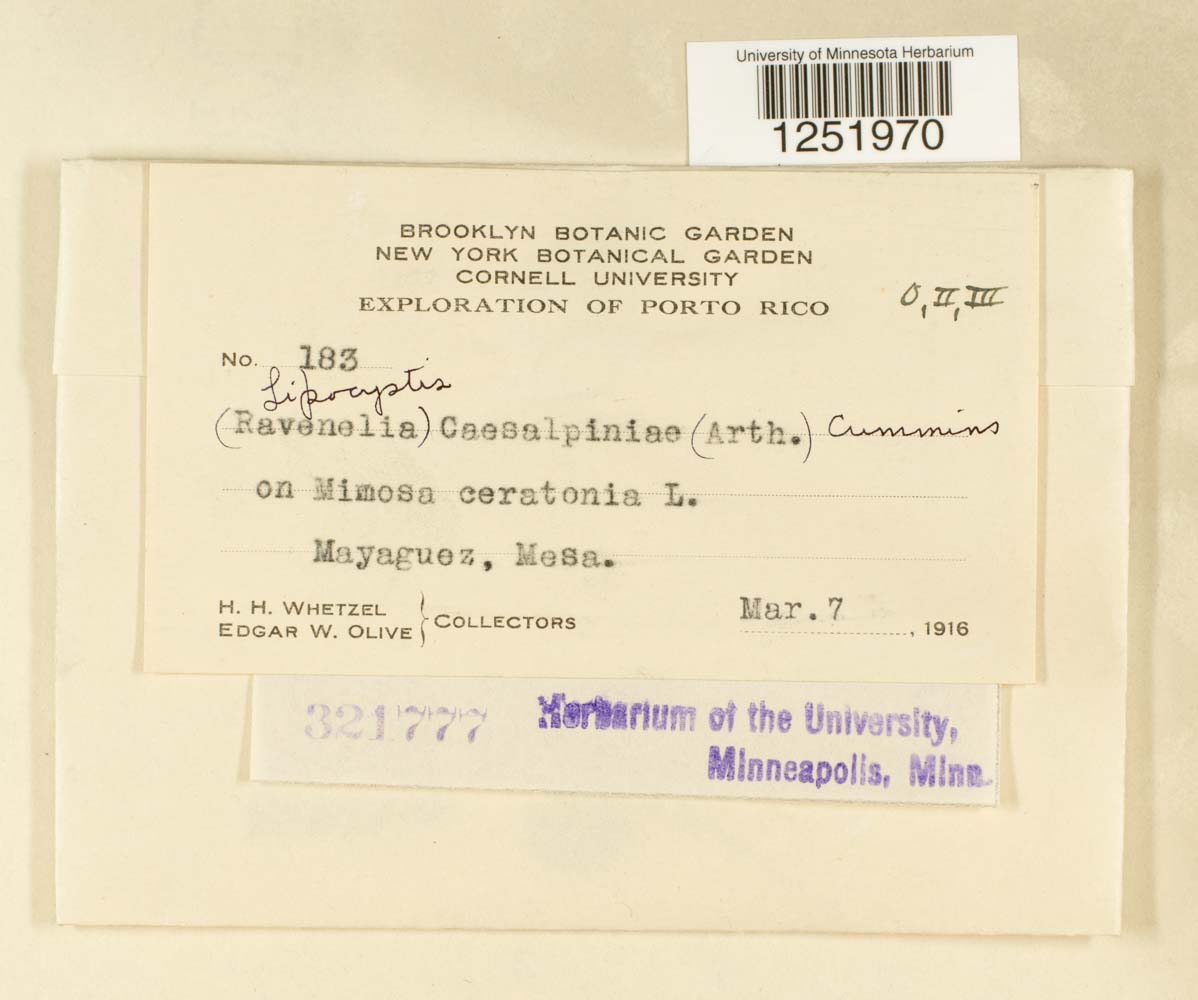 University of Minnesota Herbarium
1251970
BROOKLYN BOTANIC GARDEN
NEW YORK BOTANICAL GARDEN
CORNELL UNIVERSITY
EXPLORATION OF PORTO RICO
O, II, III
No. 183
Lipocystis
(Ravenelia) Caesalpiniae (Arth.) Cummins
on Mimosa ceratonia L.
Mayaguez, Mesa.
H. H. WHETZEL
EDGAR W. OLIVE } COLLECTORS
Mar. 7, 1916
321777
Herbarium of the University,
Minneapolis, Minn.